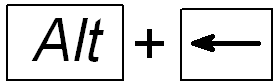 Alt + ←